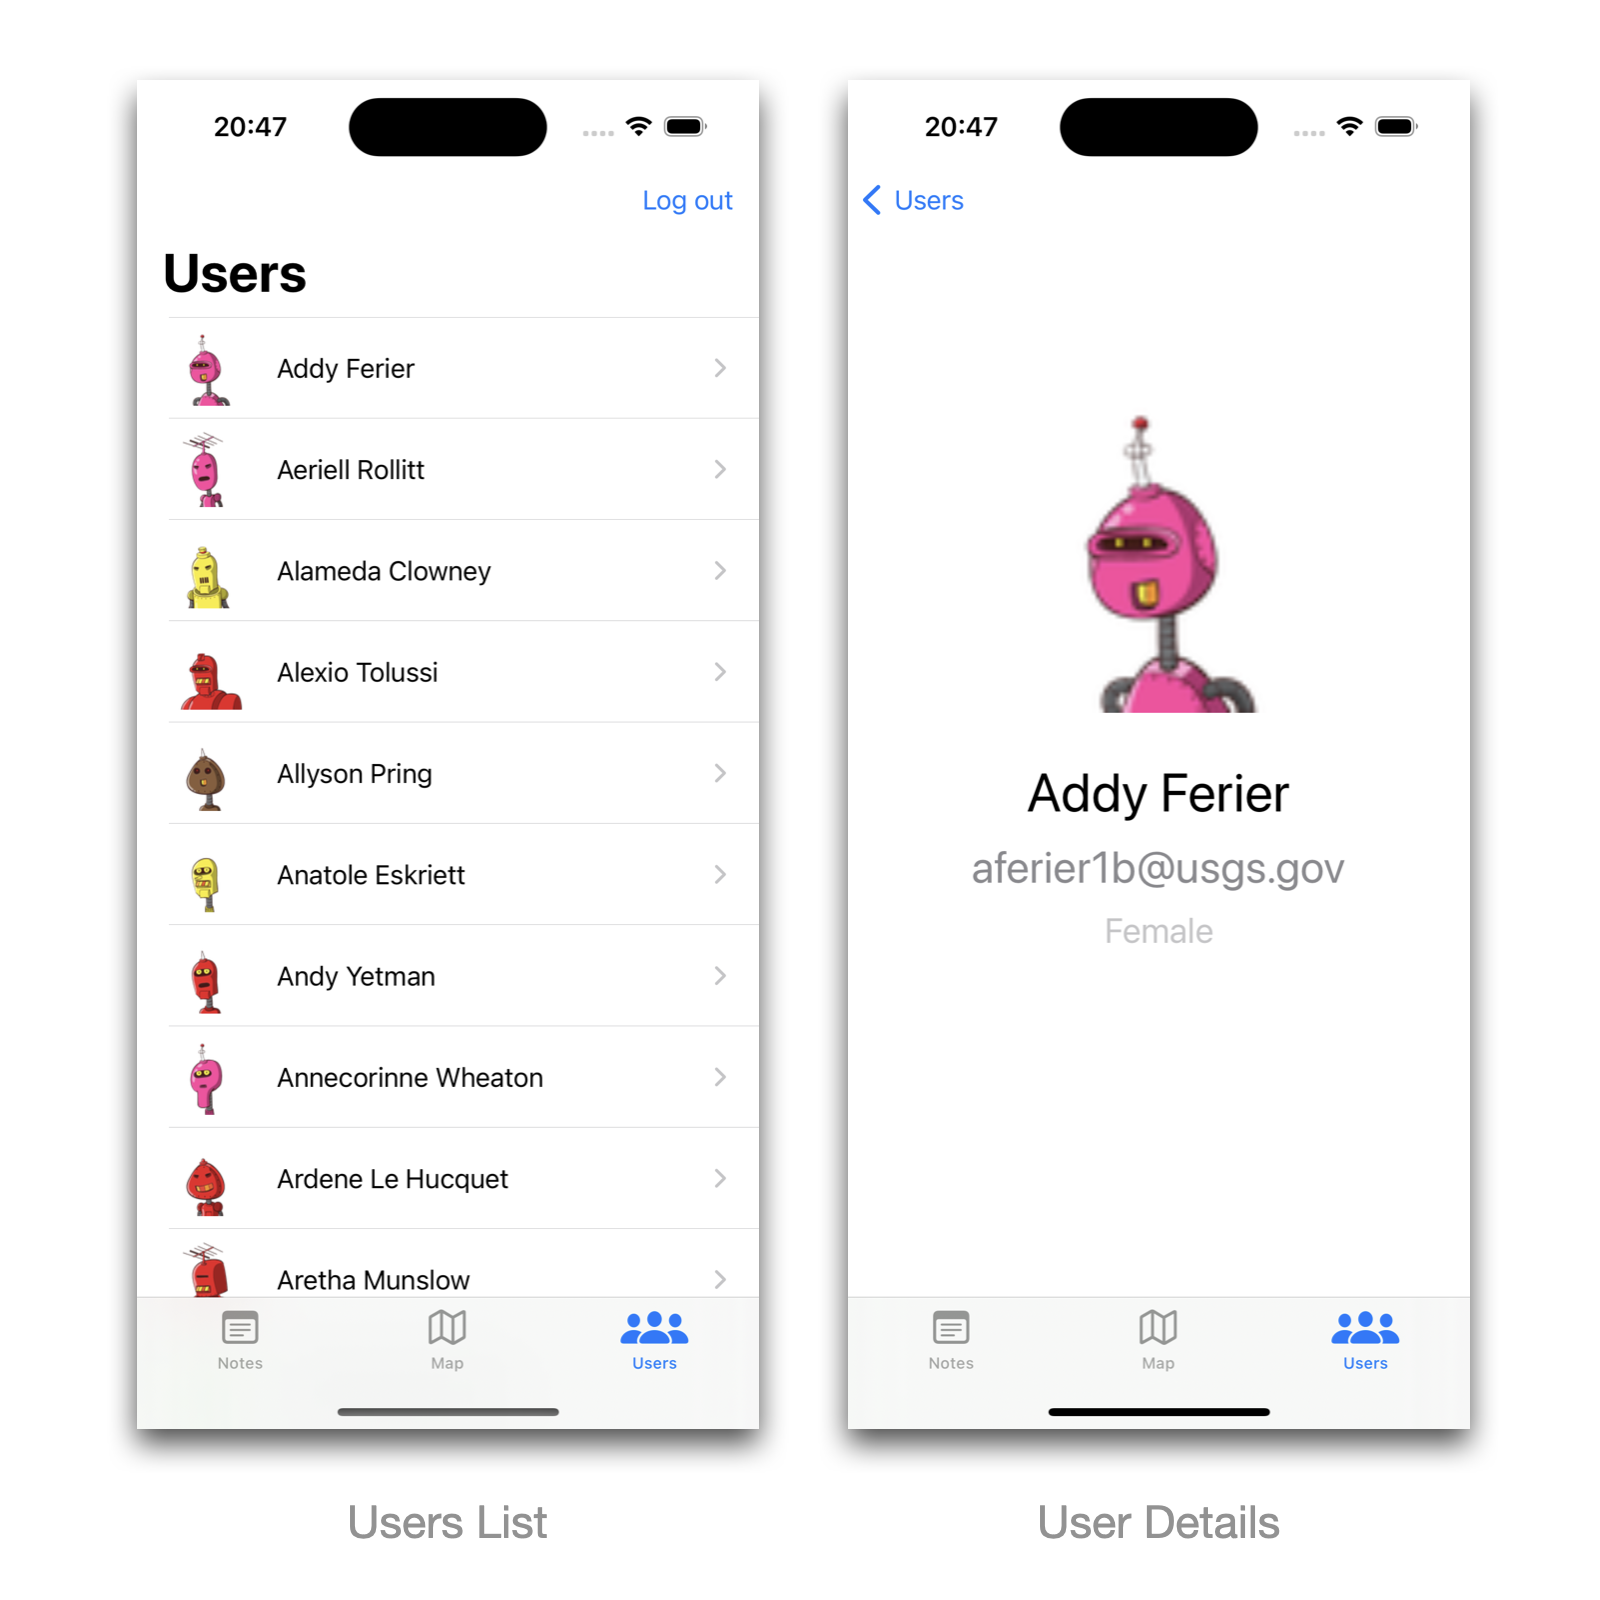 20:47
Log out
Users
Addy Ferier
Aeriell Rollitt
Alameda Clowney
Alexio Tolussi
Allyson Pring
Anatole Eskriett
Andy Yetman
Annecorinne Wheaton
Ardene Le Hucquet
Aretha Munslow
Notes Map Users
Users List
20:47
Users
Addy Ferier
aferier1b@usgs.gov
Female
Notes Map Users
User Details